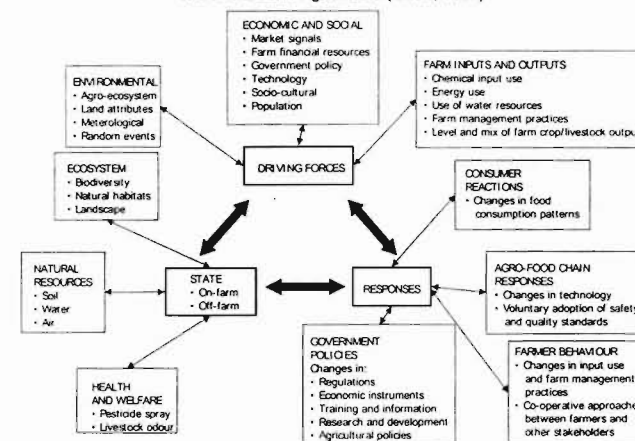 ECONOMIC AND SOCIAL
• Market signals
• Farm financial resources
• Government policy
• Technology
• Socio-cultural
• Population
ENVIRONMENTAL
• Agro-ecosystem
• Land attributes
• Meterological
• Random events
FARM INPUTS AND OUTPUTS
• Chemical input use
• Energy use
• Use of water resources
• Farm management practices
• Level and mix of farm crop/livestock outpu
DRIVING FORCES
ECOSYSTEM
• Biodiversity
• Natural habitats
• Landscape
CONSUMER
REACTIONS
• Changes in food
consumption patterns
NATURAL
RESOURCES
• Soil
• Water
• Air
STATE
• On-farm
• Off-farm
RESPONSES
AGRO-FOOD CHAIN
RESPONSES
• Changes in technology
• Voluntary adoption of safety
and quality standards
HEALTH
AND WELFARE
• Pesticide spray
• Livestock odour
GOVERNMENT
POLICIES
Changes in:
• Regulations
• Economic instruments
• Training and information
• Research and development
• Agricultural policies
FARMER BEHAVIOUR
• Changes in input use
and farm management
practices
• Co-operative approache
between farmers and
other stakeholders